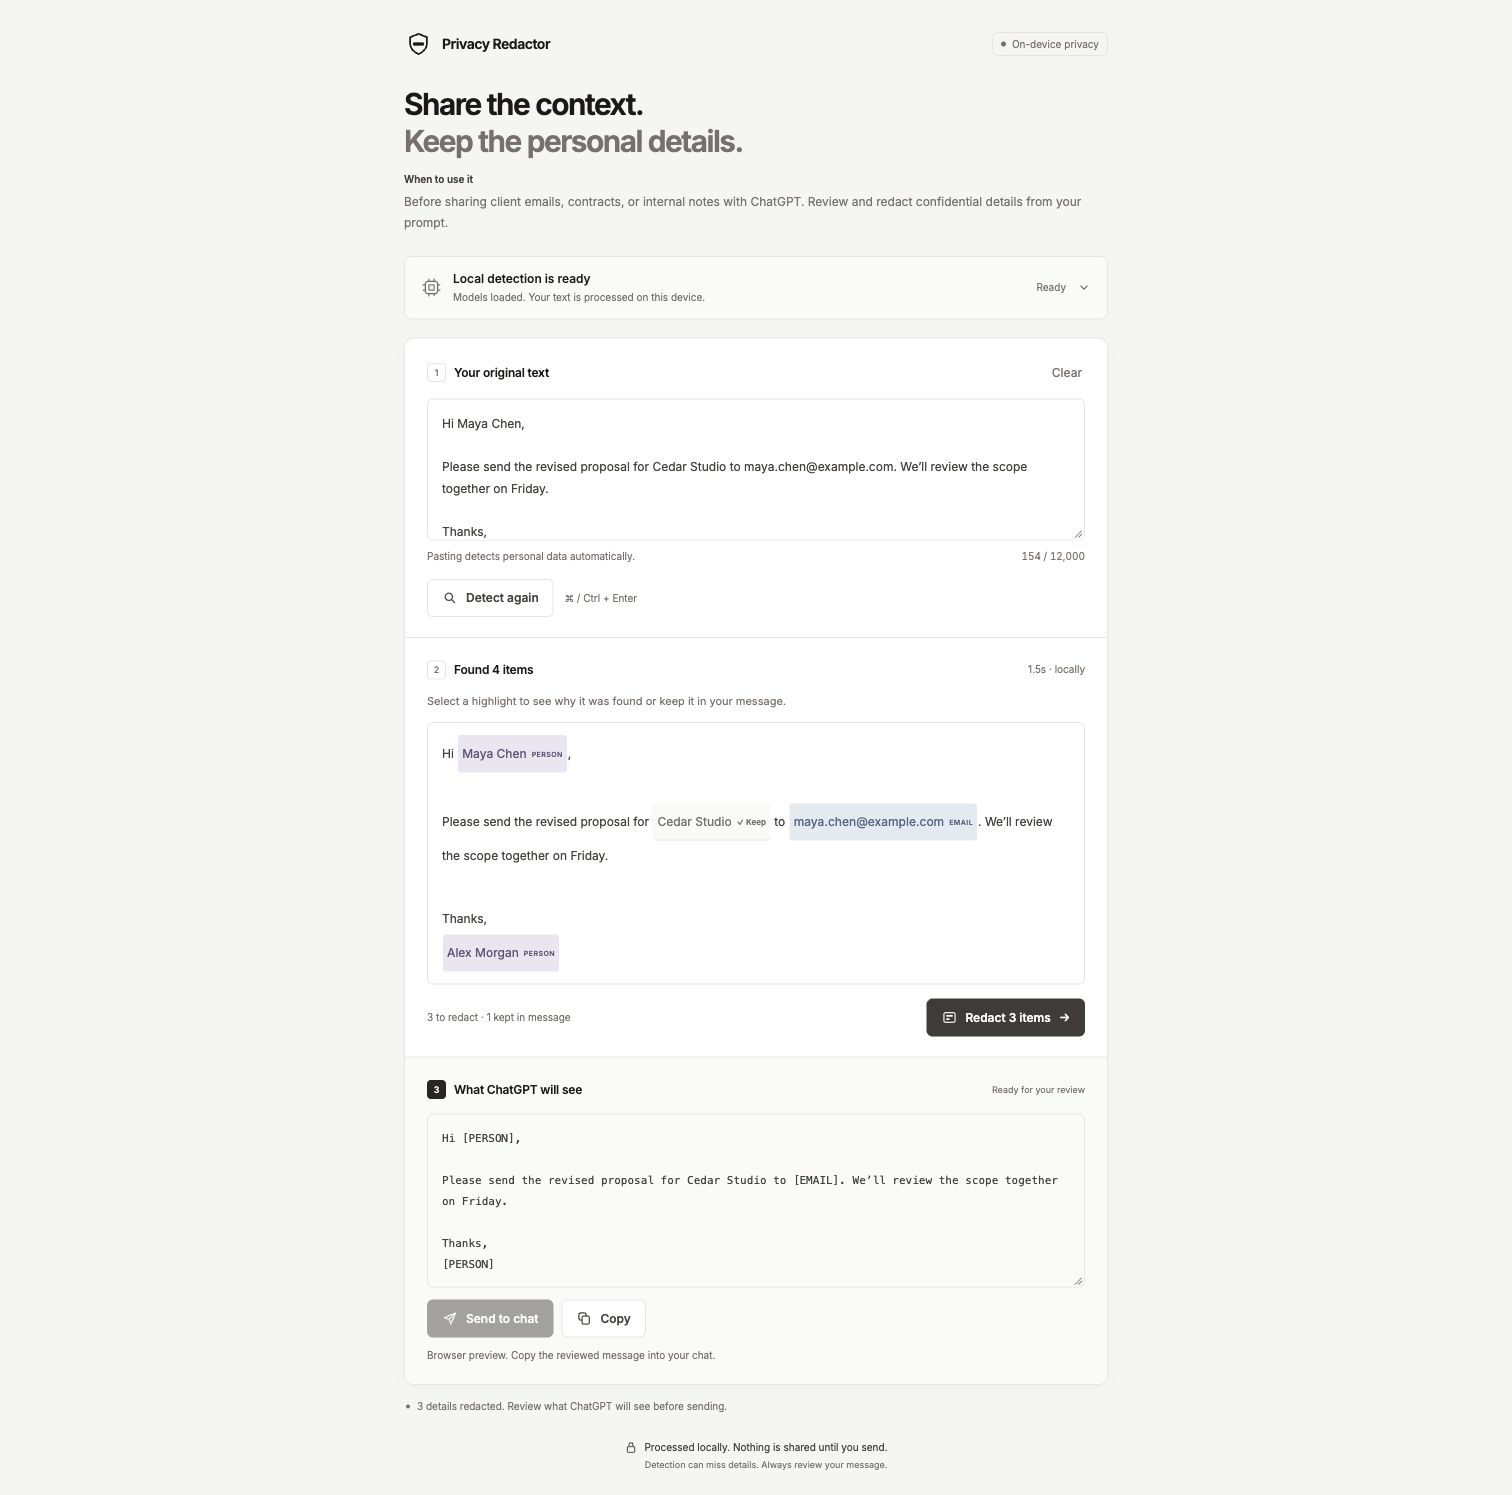 Privacy Redactor
On-device privacy
Share the context.
Keep the personal details.
When to use it
Before sharing client emails, contracts, or internal notes with ChatGPT. Review and redact confidential details from your
prompt.
Local detection is ready
Models loaded. Your text is processed on this device.
Ready
1 Your original text
Clear
Hi Maya Chen,
Please send the revised proposal for Cedar Studio to maya.chen@example.com. We’ll review the scope
together on Friday.
Thanks,
Pasting detects personal data automatically.
154 / 12,000
Detect again
⌘ / Ctrl + Enter
2 Found 4 items
1.5s · locally
Select a highlight to see why it was found or keep it in your message.
Hi Maya Chen PERSON ,
Please send the revised proposal for Cedar Studio ✓ Keep to maya.chen@example.com EMAIL . We’ll review
the scope together on Friday.
Thanks,
Alex Morgan PERSON
3 to redact · 1 kept in message
Redact 3 items →
3 What ChatGPT will see
Ready for your review
Hi [PERSON],
Please send the revised proposal for Cedar Studio to [EMAIL]. We’ll review the scope together
on Friday.
Thanks,
[PERSON]
Send to chat
Copy
Browser preview. Copy the reviewed message into your chat.
• 3 details redacted. Review what ChatGPT will see before sending.
Processed locally. Nothing is shared until you send.
Detection can miss details. Always review your message.